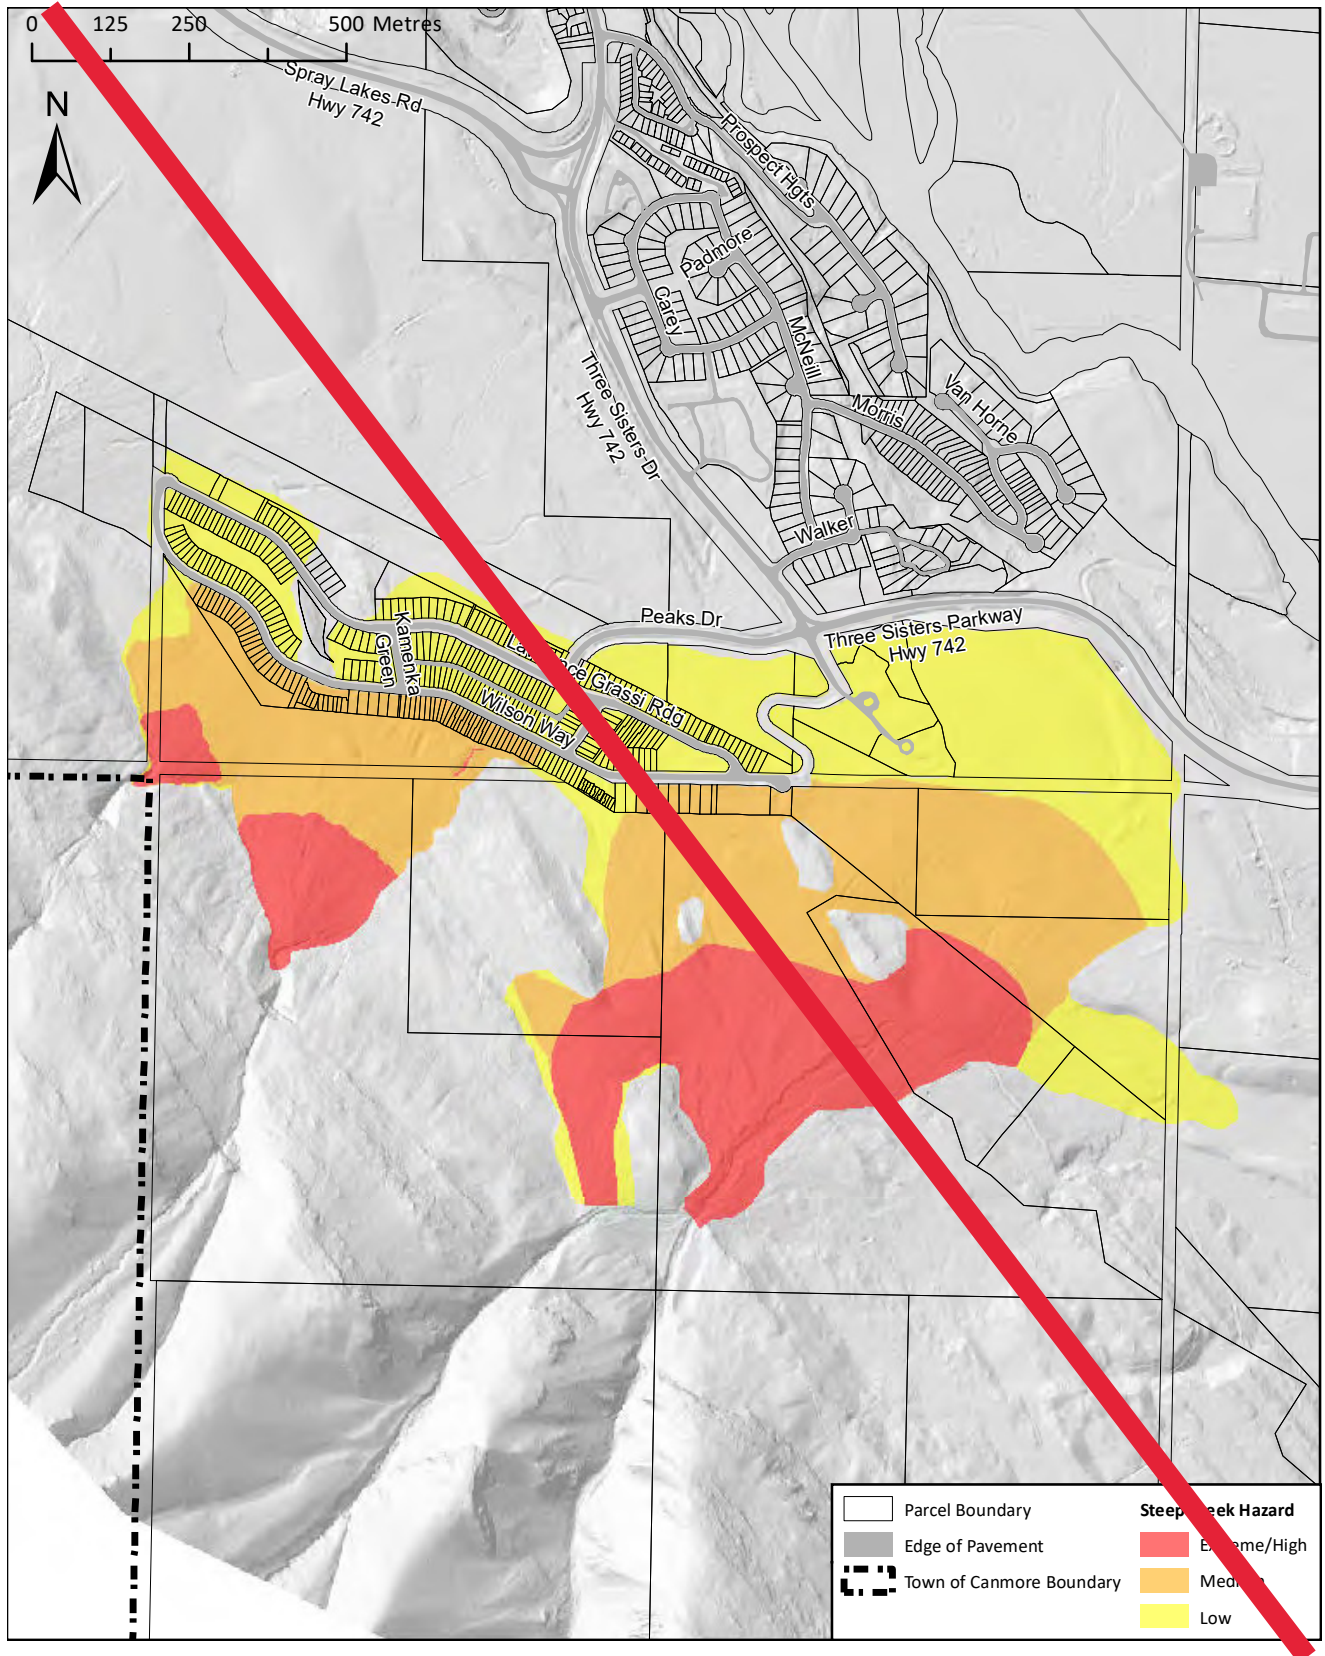 0 125 250 500 Metres
N
Spray Lakes Rd
Hwy 742
Prospect Hgts
Padmore
Carey
McNeill
Three Sisters Dr
Hwy 742
Van Horne
Morris
Walker
Peaks Dr
Three Sisters Parkway
Hwy 742
Kamenka
Green
Grassi Rdg
Wilson Way
Parcel Boundary
Edge of Pavement
Town of Canmore Boundary
Hazard
Low